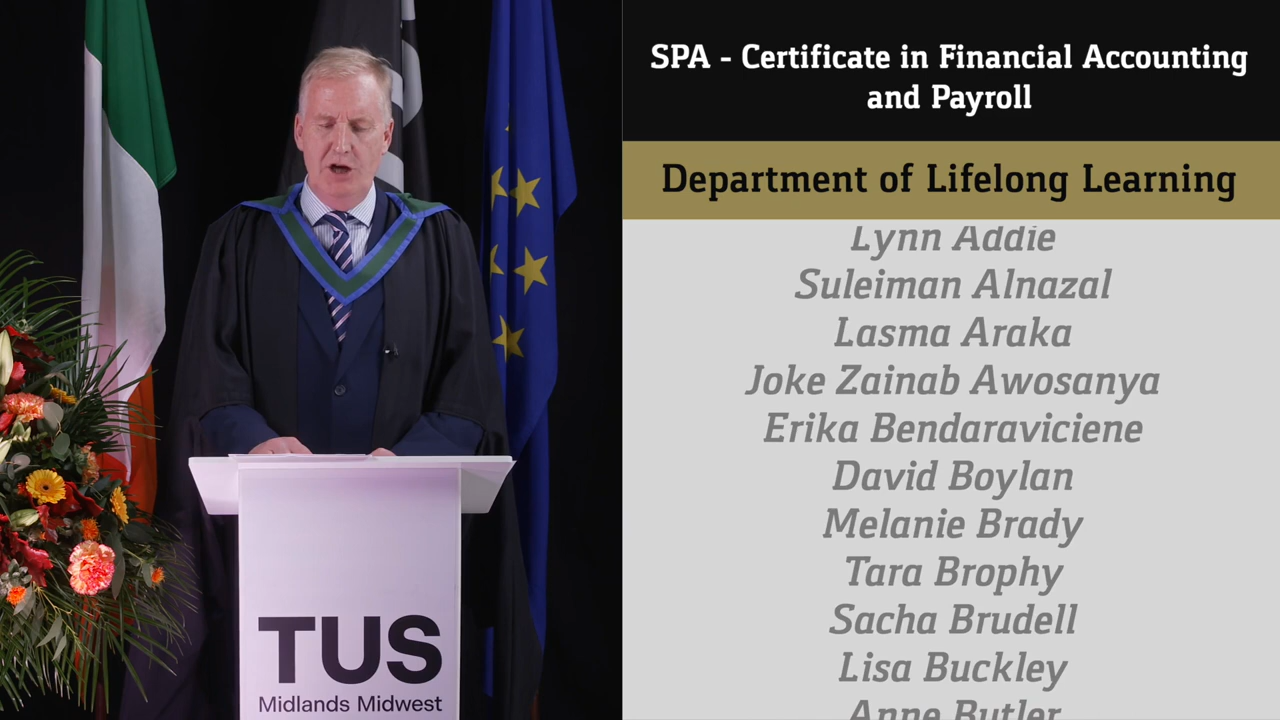 SPA - Certificate in Financial Accounting
and Payroll
Department of Lifelong Learning
Lynn Addie
Suleiman Alnazal
Lasma Araka
Joke Zainab Awosanya
Erika Bendaraviciene
David Boylan
Melanie Brady
Tara Brophy
Sacha Brudell
Lisa Buckley
Anne Butler
TUS
Midlands Midwest